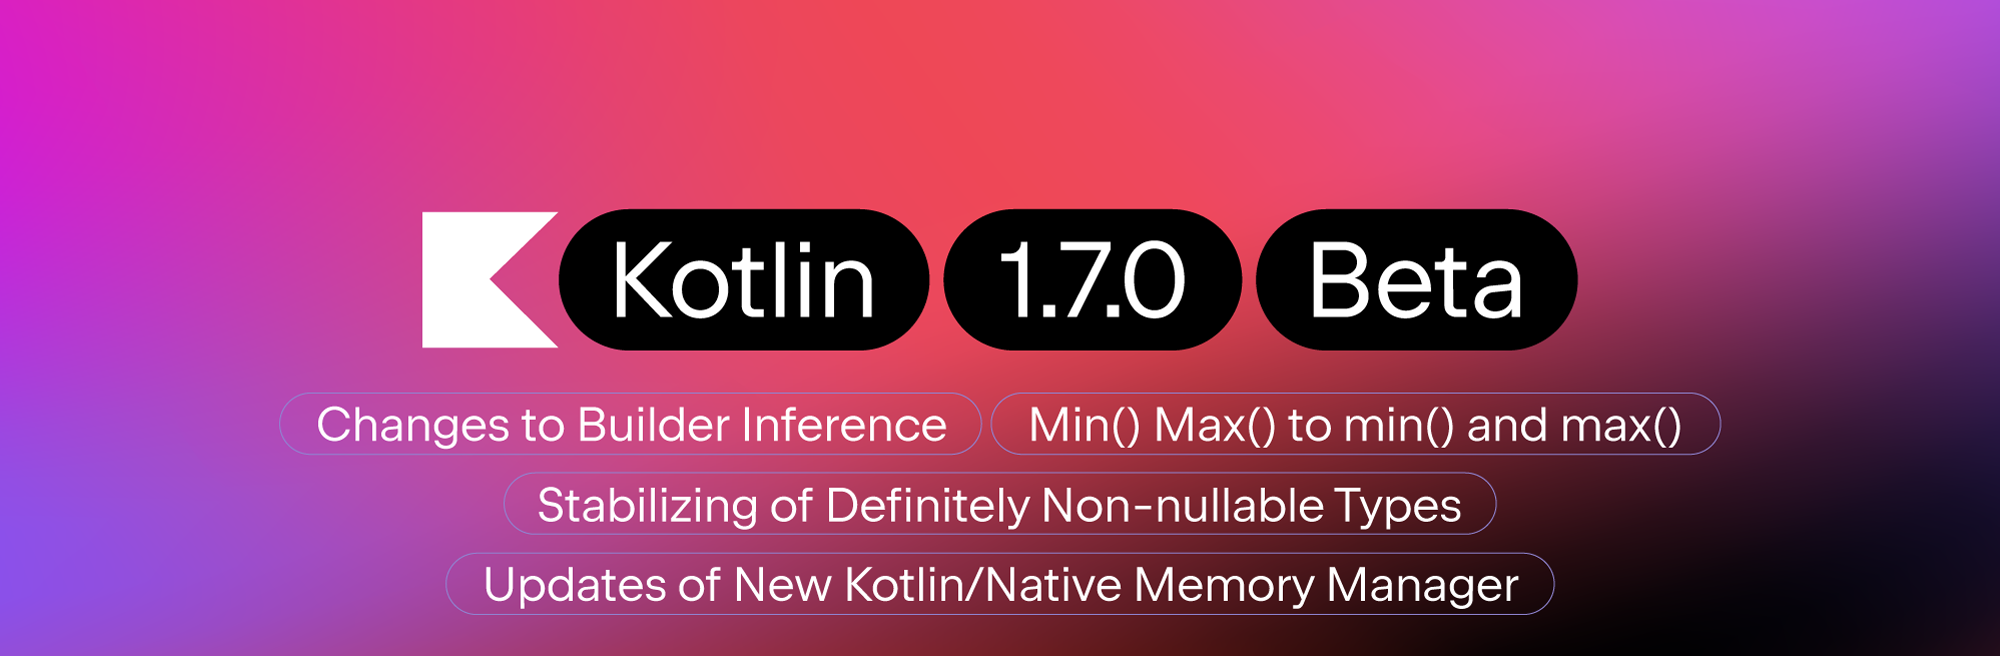 Kotlin 1.7.0 Beta
Changes to Builder Inference Min() Max() to min() and max()
Stabilizing of Definitely Non-nullable Types
Updates of New Kotlin/Native Memory Manager